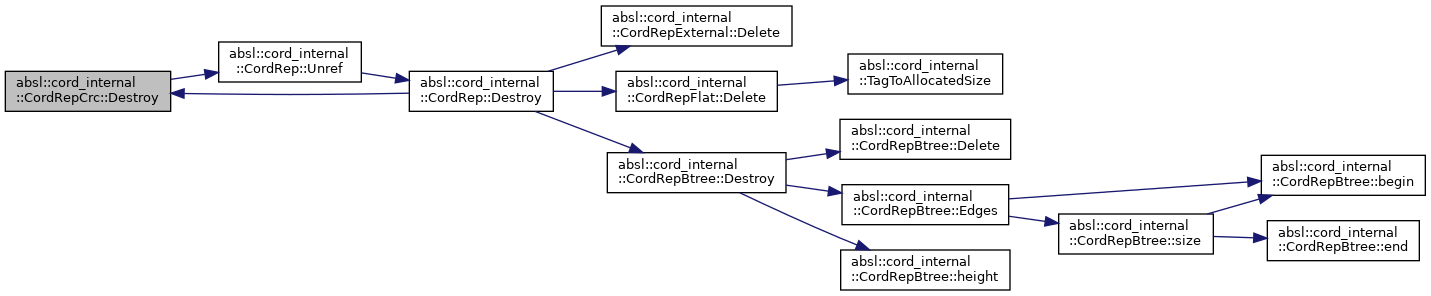 absl::cord_internal
::CordRepCrc::Destroy
absl::cord_internal
::CordRep::Unref
absl::cord_internal
::CordRep::Destroy
absl::cord_internal
::CordRepExternal::Delete
absl::cord_internal
::CordRepFlat::Delete
absl::cord_internal
::TagToAllocatedSize
absl::cord_internal
::CordRepBtree::Destroy
absl::cord_internal
::CordRepBtree::Delete
absl::cord_internal
::CordRepBtree::Edges
absl::cord_internal
::CordRepBtree::height
absl::cord_internal
::CordRepBtree::size
absl::cord_internal
::CordRepBtree::begin
absl::cord_internal
::CordRepBtree::end